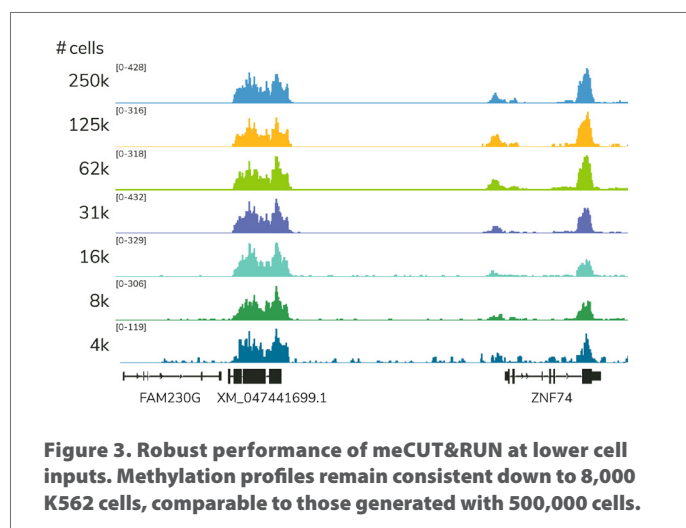 # cells
250k [0-428]
125k [0-316]
62k [0-318]
31k [0-432]
16k [0-329]
8k [0-306]
4k [0-119]
FAM230G XM_047441699.1 ZNF74
Figure 3. Robust performance of meCUT&RUN at lower cell
inputs. Methylation profiles remain consistent down to 8,000
K562 cells, comparable to those generated with 500,000 cells.